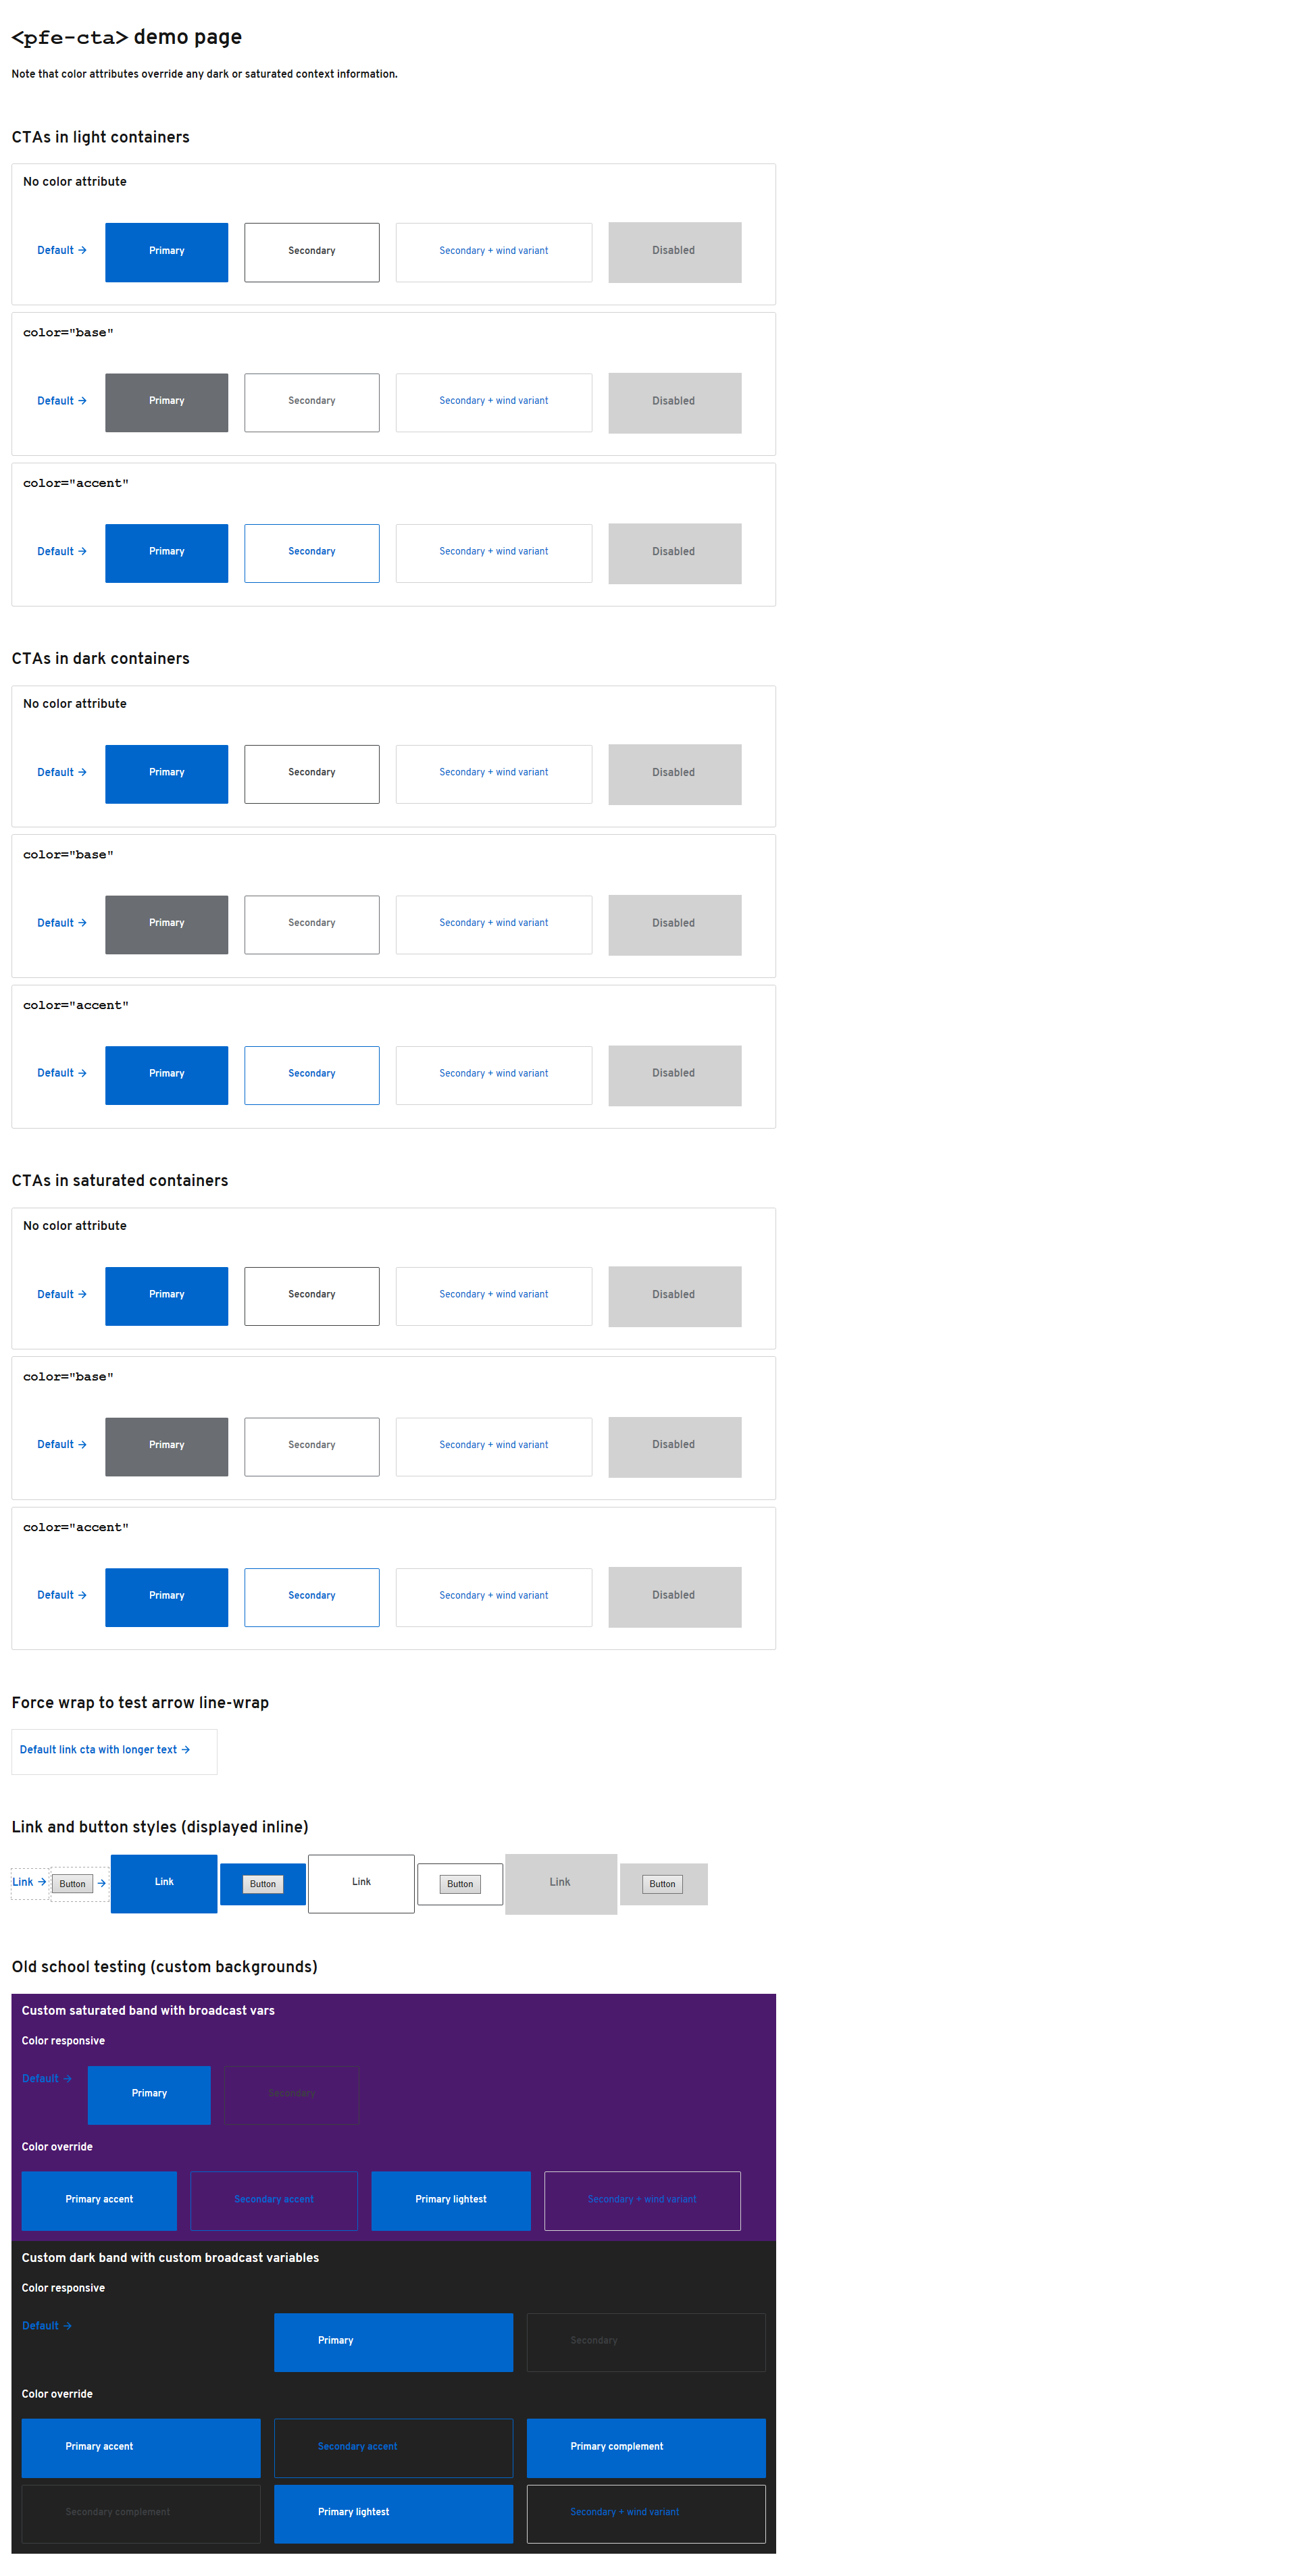 <pfe-cta> demo page
Note that color attributes override any dark or saturated context information.
CTAs in light containers
No color attribute
Default → Primary Secondary Secondary + wind variant Disabled
color="base"
Default → Primary Secondary Secondary + wind variant Disabled
color="accent"
Default → Primary Secondary Secondary + wind variant Disabled
CTAs in dark containers
No color attribute
Default → Primary Secondary Secondary + wind variant Disabled
color="base"
Default → Primary Secondary Secondary + wind variant Disabled
color="accent"
Default → Primary Secondary Secondary + wind variant Disabled
CTAs in saturated containers
No color attribute
Default → Primary Secondary Secondary + wind variant Disabled
color="base"
Default → Primary Secondary Secondary + wind variant Disabled
color="accent"
Default → Primary Secondary Secondary + wind variant Disabled
Force wrap to test arrow line-wrap
Default link cta with longer text →
Link and button styles (displayed inline)
Link → Button → Link Button Link Button Link Button
Old school testing (custom backgrounds)
Custom saturated band with broadcast vars
Color responsive
Default → Primary Secondary
Color override
Primary accent Secondary accent Primary lightest Secondary + wind variant
Custom dark band with custom broadcast variables
Color responsive
Default → Primary Secondary
Color override
Primary accent Secondary accent Primary complement
Secondary complement Primary lightest Secondary + wind variant